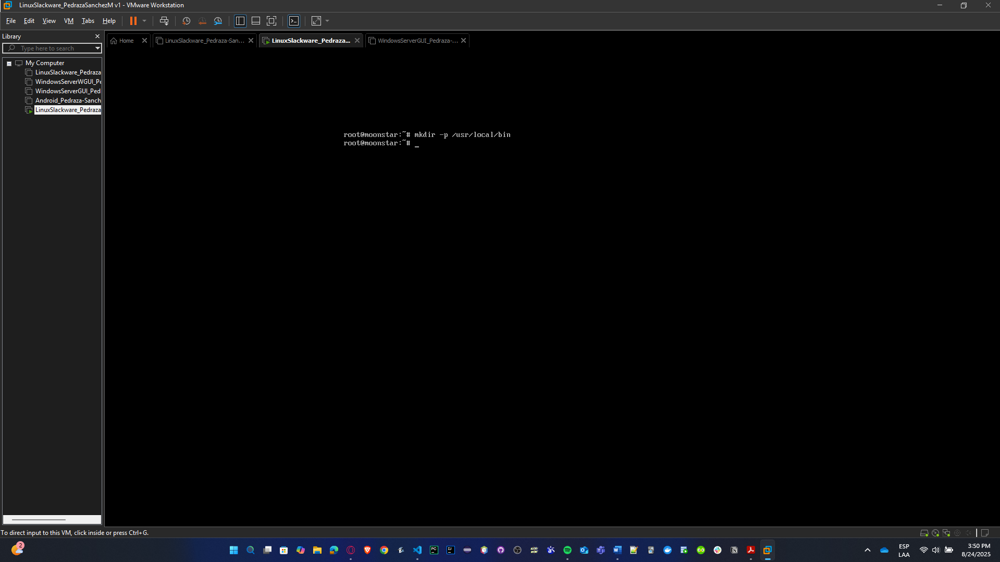 LinuxSlackware_PedrazaSanchezM v1 - VMware Workstation
File Edit View VM Tabs Help
Library
Type here to search
Home
LinuxSlackware_Pedraza-San...
LinuxSlackware_Pedraza...
WindowsServerGUI_Pedraza-...
My Computer
LinuxSlackware_Pedraza
WindowsServerWGUI_Pe
WindowsServerGUI_Ped
Android_Pedraza-Sanch
LinuxSlackware_Pedraza
root@moonstar:~# mkdir -p /usr/local/bin
root@moonstar:~# _
To direct input to this VM, click inside or press Ctrl+G.
2
PC
IJ
ESP
LAA
3:50 PM
8/24/2025